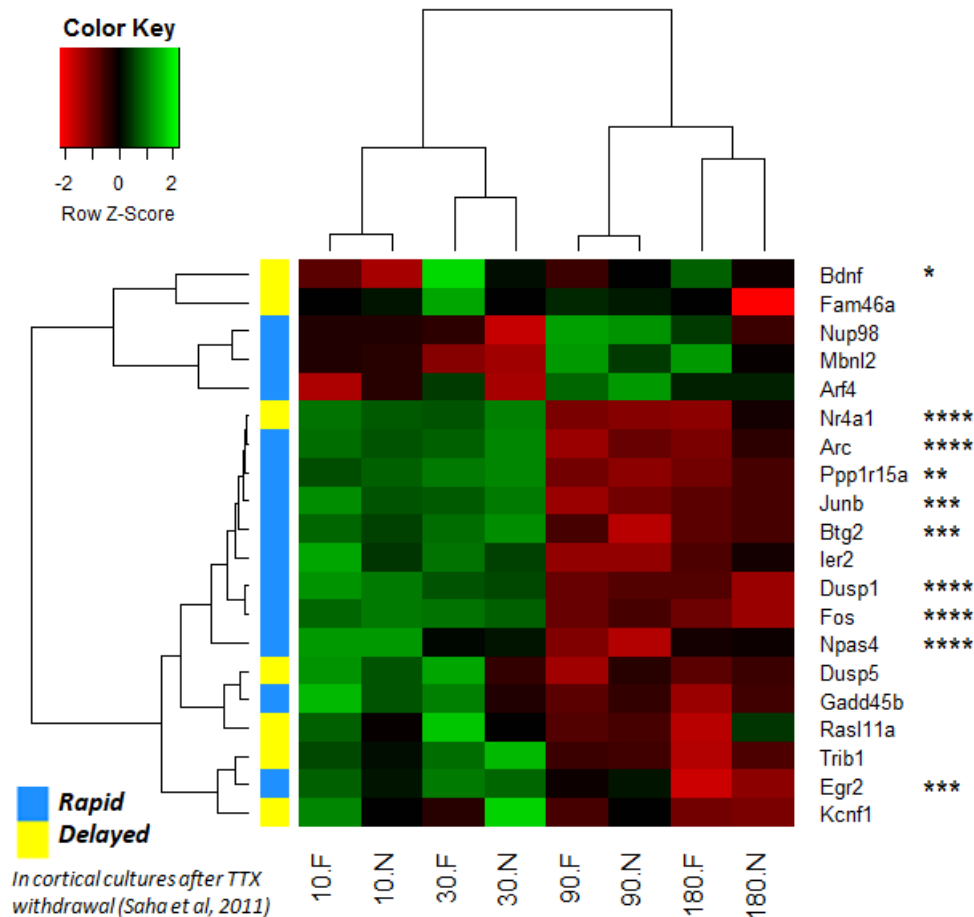 Color Key
-2 0 2
Row Z-Score
Bdnf *
Fam46a
Nup98
Mbnl2
Arf4
Nr4a1 ****
Arc ****
Ppp1r15a **
Junb ***
Btg2 ***
Ier2
Dusp1 ****
Fos ****
Npas4 ****
Dusp5
Gadd45b
Rasl11a
Trib1
Egr2 ***
Kcnf1
Rapid
Delayed
In cortical cultures after TTX
withdrawal (Saha et al, 2011)
10.F 10.N 30.F 30.N 90.F 90.N 180.F 180.N